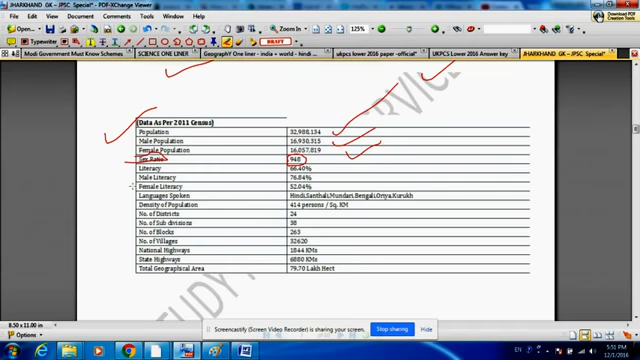 JHARKHAND GK - JPSC Special* - PDF-XChange Viewer
File Edit View Document Comments Tools Window Help
Open... Zoom In 125%
Typewriter
Modi Government Must Know Schemes SCIENCE ONE LINER GeographY One liner - india + world - hindi ukpcs lower 2016 paper -official* UKPCS Lower 2016 Answer key JHARKHAND GK - JPSC Special*
(Data As Per 2011 Census)
Population 32,988,134
Male Population 16,930,315
Female Population 16,057,819
Sex Ratio 948
Literacy 66.40%
Male Literacy 76.84%
Female Literacy 52.04%
Languages Spoken Hindi,Santhali,Mundari,Bengali,Oriya,Kurukh
Density of Population 414 persons / Sq. KM
No. of Districts 24
No. of Sub divisions 38
No. of Blocks 263
No. of Villages 32620
National Highways 1844 KMs
State Highways 6880 KMs
Total Geographical Area 79.70 Lakh Hect
Screencastify (Screen Video Recorder) is sharing your screen. Stop sharing Hide
8.50 x 11.00 in
EN 5:51 PM
12/1/2016